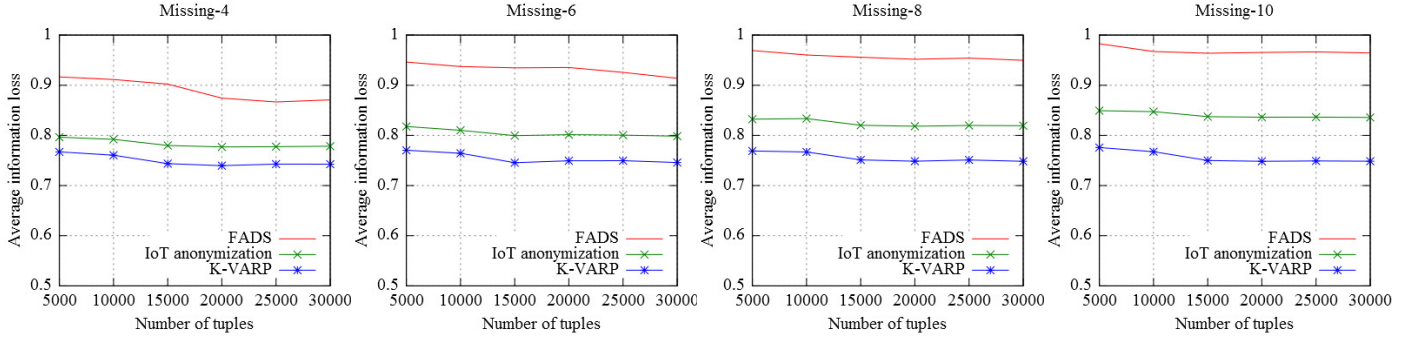 Missing-4
Average information loss
1
0.9
0.8
0.7
0.6
0.5
FADS
IoT anonymization
K-VARP
5000 10000 15000 20000 25000 30000
Number of tuples
Missing-6
Average information loss
1
0.9
0.8
0.7
0.6
0.5
FADS
IoT anonymization
K-VARP
5000 10000 15000 20000 25000 30000
Number of tuples
Missing-8
Average information loss
1
0.9
0.8
0.7
0.6
0.5
FADS
IoT anonymization
K-VARP
5000 10000 15000 20000 25000 30000
Number of tuples
Missing-10
Average information loss
1
0.9
0.8
0.7
0.6
0.5
FADS
IoT anonymization
K-VARP
5000 10000 15000 20000 25000 30000
Number of tuples